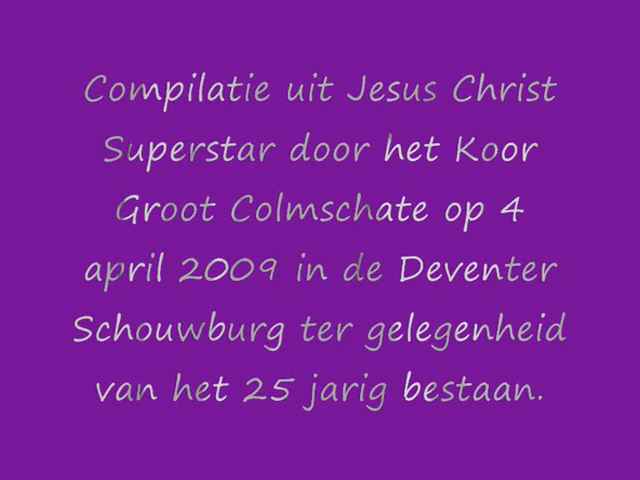 Compilatie uit Jesus Christ
Superstar door het Koor
Groot Colmschate op 4
april 2009 in de Deventer
Schouwburg ter gelegenheid
van het 25 jarig bestaan.